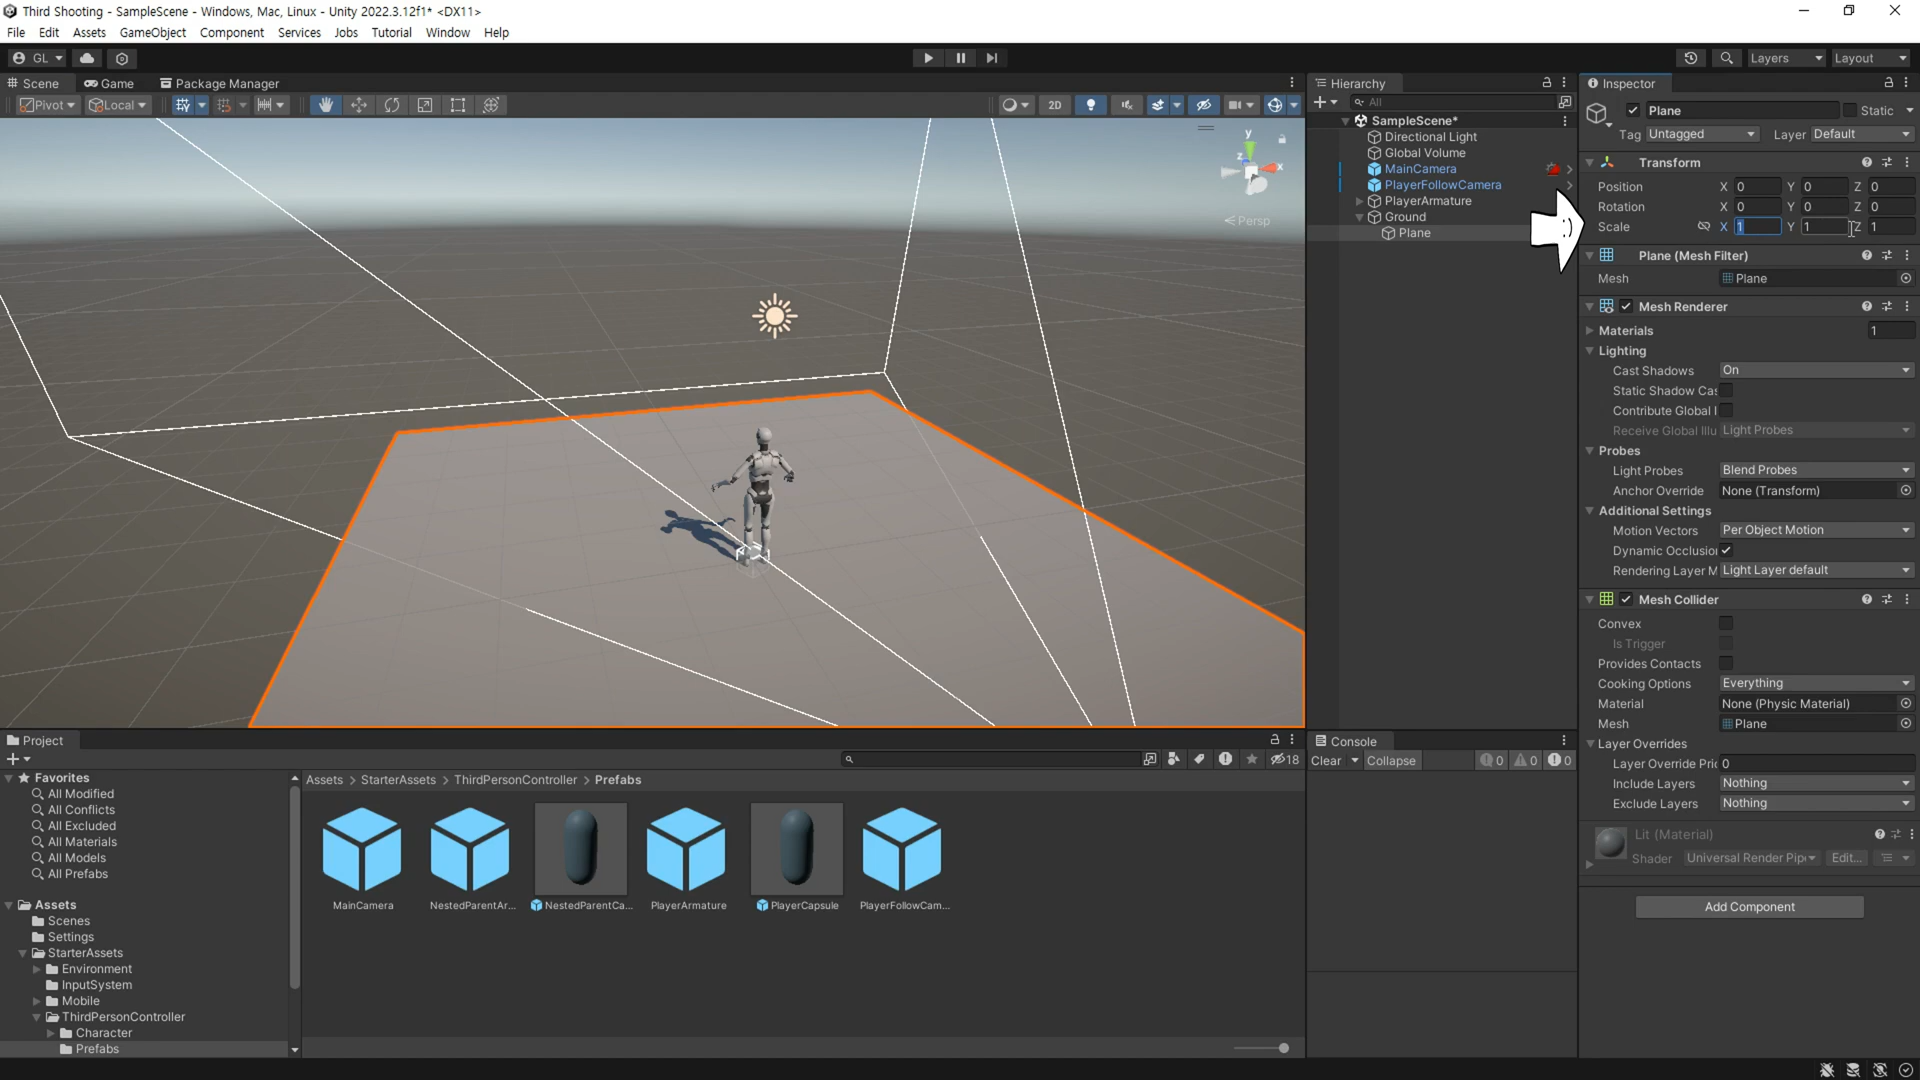 Third Shooting - SampleScene - Windows, Mac, Linux - Unity 2022.3.12f1* <DX11>
File Edit Assets GameObject Component Services Jobs Tutorial Window Help
GL
Layers Layout
Scene Game Package Manager
Pivot Local
2D
y
z x
Persp
Hierarchy
All
SampleScene*
Directional Light
Global Volume
MainCamera
PlayerFollowCamera
PlayerArmature
Ground
Plane
:)
Inspector
Plane Static
Tag Untagged Layer Default
Transform
Position X 0 Y 0 Z 0
Rotation X 0 Y 0 Z 0
Scale X 1 Y 1 Z 1
Plane (Mesh Filter)
Mesh Plane
Mesh Renderer
Materials 1
Lighting
Cast Shadows On
Static Shadow Cas
Contribute Global I
Receive Global Illu Light Probes
Probes
Light Probes Blend Probes
Anchor Override None (Transform)
Additional Settings
Motion Vectors Per Object Motion
Dynamic Occlusion
Rendering Layer M Light Layer default
Mesh Collider
Convex
Is Trigger
Provides Contacts
Cooking Options Everything
Material None (Physic Material)
Mesh Plane
Layer Overrides
Layer Override Pric 0
Include Layers Nothing
Exclude Layers Nothing
Lit (Material)
Shader Universal Render Pipe Edit...
Add Component
Project
18
Favorites
All Modified
All Conflicts
All Excluded
All Materials
All Models
All Prefabs
Assets
Scenes
Settings
StarterAssets
Environment
InputSystem
Mobile
ThirdPersonController
Character
Prefabs
Assets > StarterAssets > ThirdPersonController > Prefabs
MainCamera NestedParentAr... NestedParentCa... PlayerArmature PlayerCapsule PlayerFollowCam...
Console
Clear Collapse 0 0 0